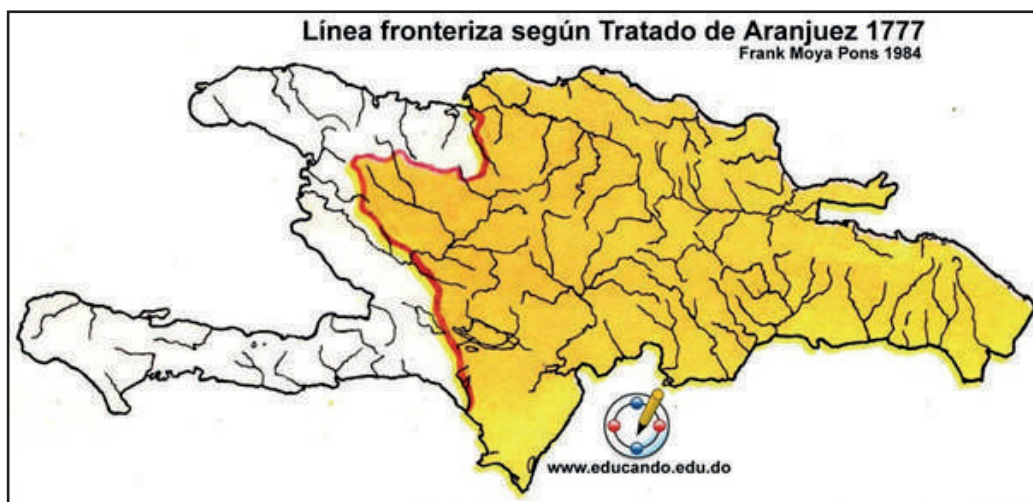 Línea fronteriza según Tratado de Aranjuez 1777
Frank Moya Pons 1984
www.educando.edu.do